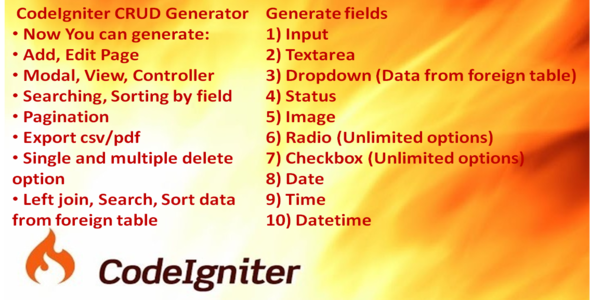 CodeIgniter CRUD Generator
• Now You can generate:
• Add, Edit Page
• Modal, View, Controller
• Searching, Sorting by field
• Pagination
• Export csv/pdf
• Single and multiple delete
option
• Left join, Search, Sort data
from foreign table
Generate fields
1) Input
2) Textarea
3) Dropdown (Data from foreign table)
4) Status
5) Image
6) Radio (Unlimited options)
7) Checkbox (Unlimited options)
8) Date
9) Time
10) Datetime
CodeIgniter